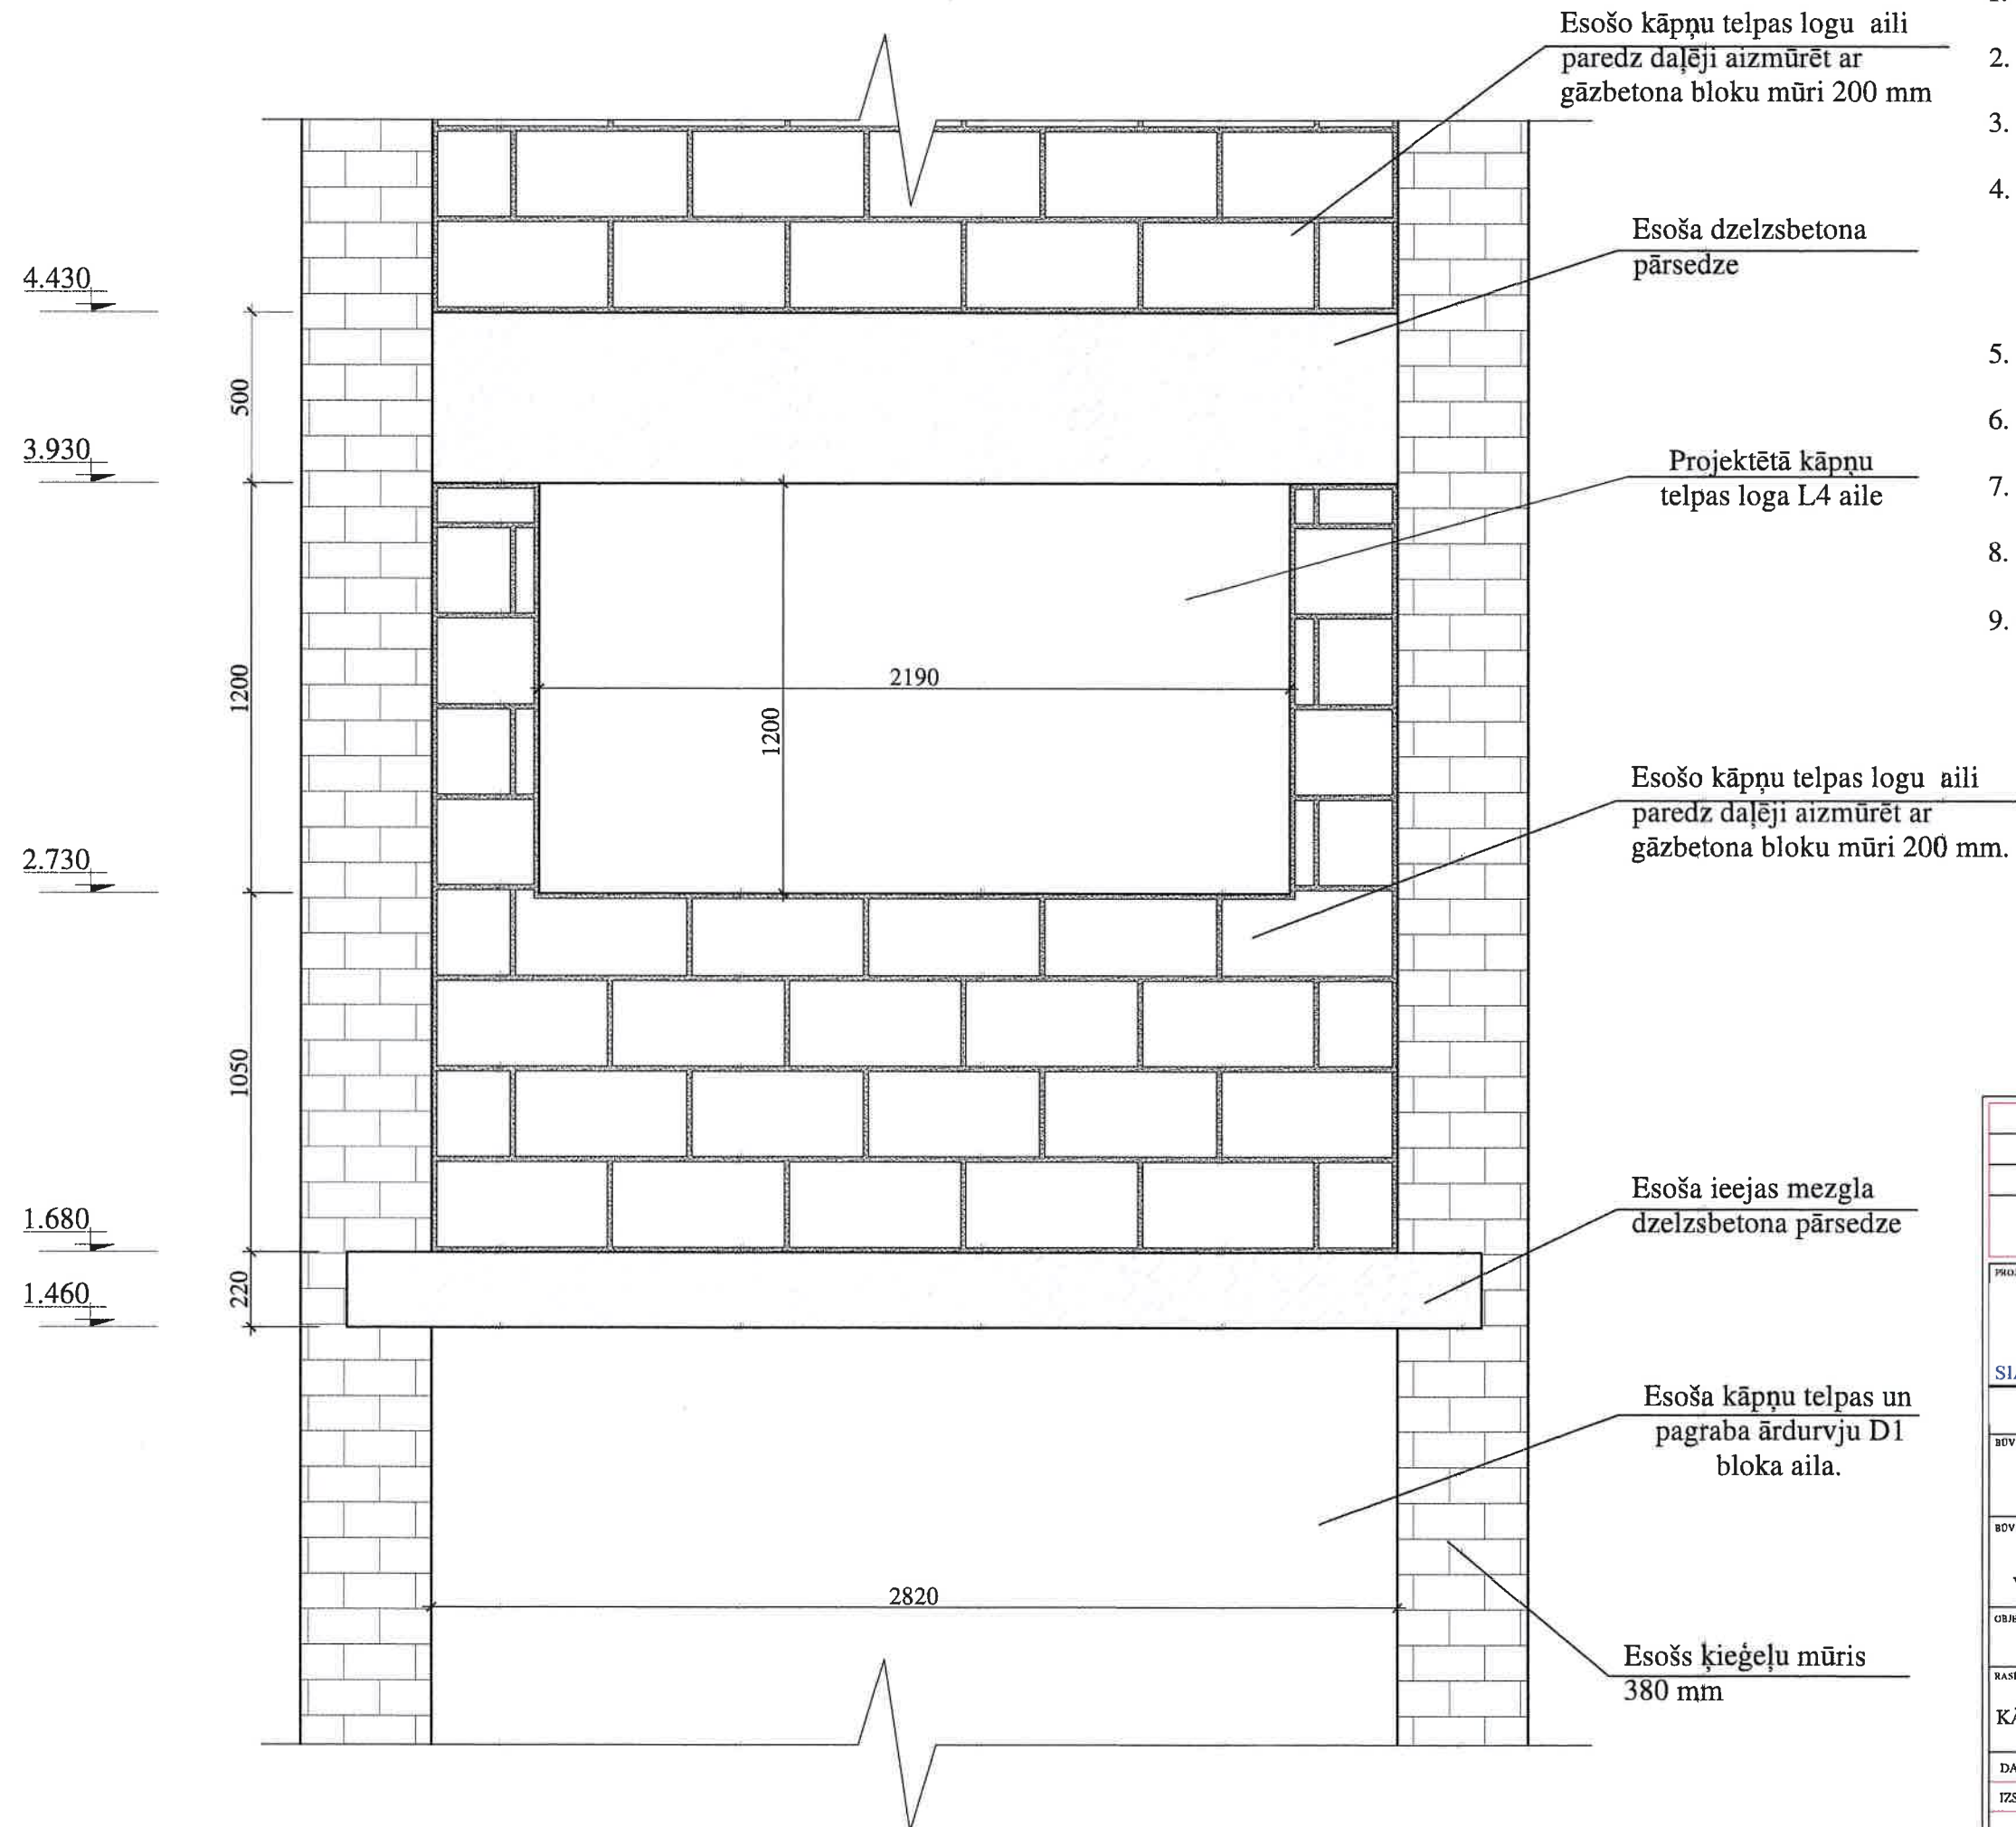 Esošo kāpņu telpas logu aili
paredz daļēji aizmūrēt ar
gāzbetona bloku mūri 200 mm
2.
3.
4.
Esoša dzelzsbetona
pārsedze
4.430
5.
500
6.
3.930
Projektētā kāpņu
telpas loga L4 aile
7.
8.
9.
1200
2190
1200
Esošo kāpņu telpas logu aili
paredz daļēji aizmūrēt ar
gāzbetona bloku mūri 200 mm.
2.730
1050
Esoša ieejas mezgla
dzelzsbetona pārsedze
1.680
220
1.460
Esoša kāpņu telpas un
pagraba ārdurvju D1
bloka aila.
2820
Esošs ķieģeļu mūris
380 mm